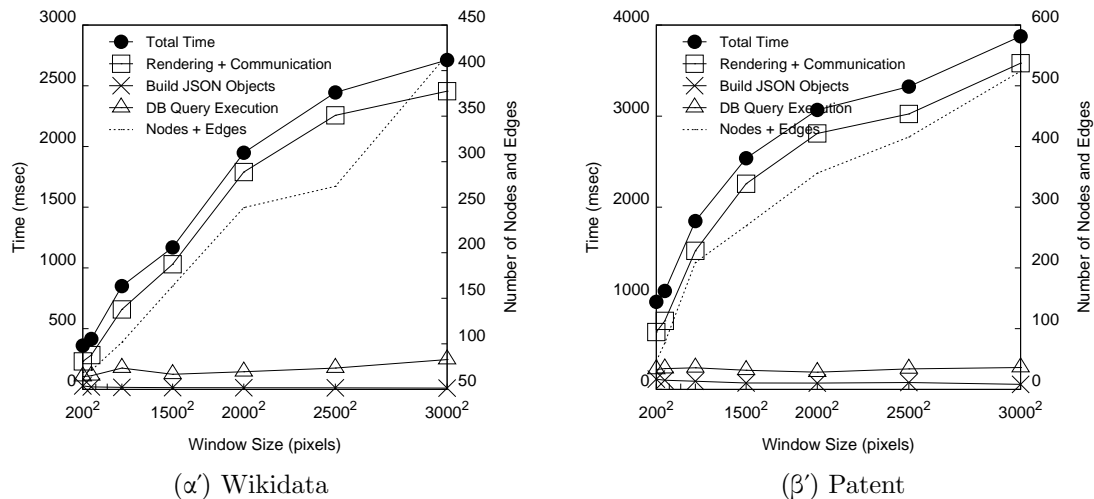 3000
2500
2000
1500
1000
500
0
Time (msec)
Total Time
Rendering + Communication
Build JSON Objects
DB Query Execution
Nodes + Edges
450
400
350
300
250
200
150
100
50
Number of Nodes and Edges
200² 1500² 2000² 2500² 3000²
Window Size (pixels)
(α′) Wikidata
4000
3000
2000
1000
0
Time (msec)
Total Time
Rendering + Communication
Build JSON Objects
DB Query Execution
Nodes + Edges
600
500
400
300
200
100
0
Number of Nodes and Edges
200² 1500² 2000² 2500² 3000²
Window Size (pixels)
(β′) Patent